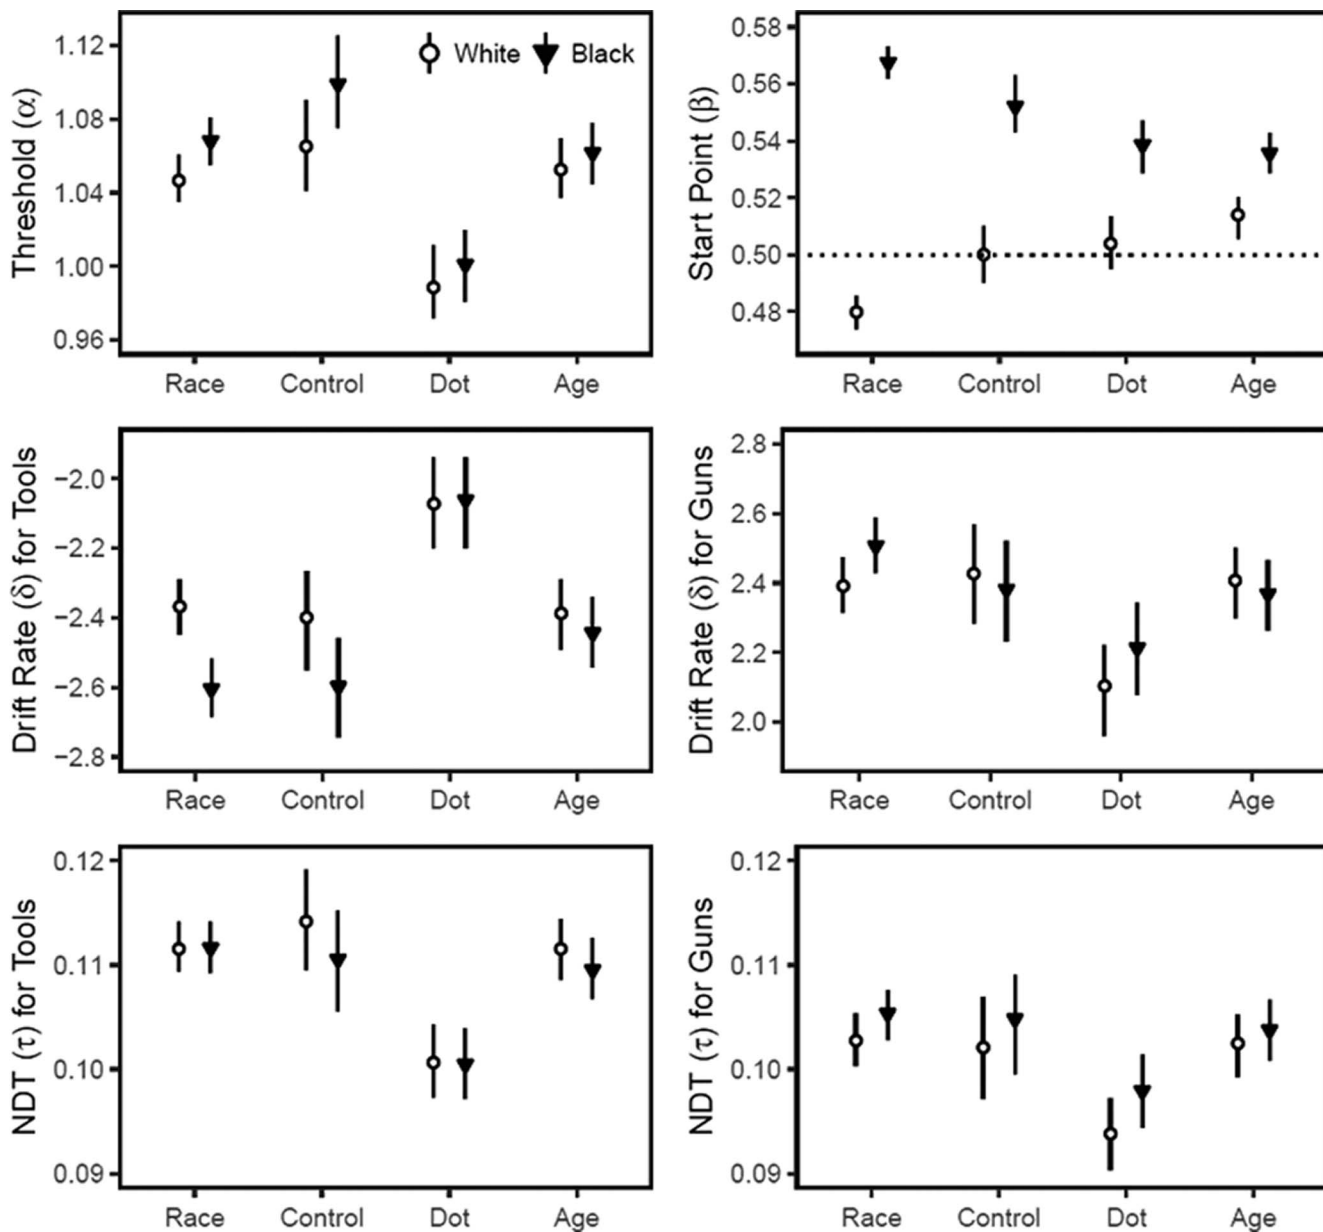 Threshold (α)
1.12
1.08
1.04
1.00
0.96
White Black
Race Control Dot Age
Start Point (β)
0.58
0.56
0.54
0.52
0.50
0.48
Race Control Dot Age
Drift Rate (δ) for Tools
−2.0
−2.2
−2.4
−2.6
−2.8
Race Control Dot Age
Drift Rate (δ) for Guns
2.8
2.6
2.4
2.2
2.0
Race Control Dot Age
NDT (τ) for Tools
0.12
0.11
0.10
0.09
Race Control Dot Age
NDT (τ) for Guns
0.12
0.11
0.10
0.09
Race Control Dot Age